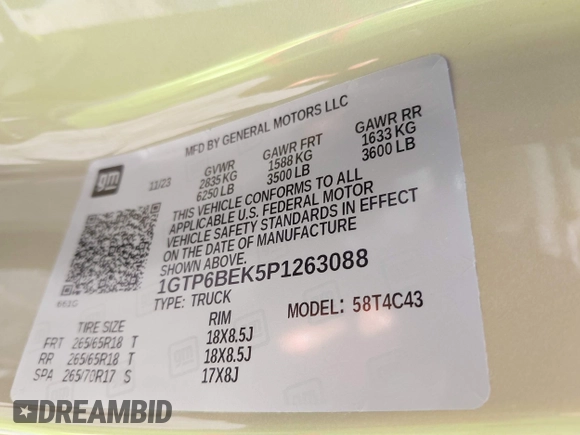 MFD BY GENERAL MOTORS LLC
gm
11/23
GVWR GAWR FRT GAWR RR
2835 KG 1588 KG 1633 KG
6250 LB 3500 LB 3600 LB
THIS VEHICLE CONFORMS TO ALL
APPLICABLE U.S. FEDERAL MOTOR
VEHICLE SAFETY STANDARDS IN EFFECT
ON THE DATE OF MANUFACTURE
SHOWN ABOVE.
1GTP6BEK5P1263088
TYPE: TRUCK MODEL: 58T4C43
TIRE SIZE RIM
FRT 265/65R18 T 18X8.5J
RR 265/65R18 T 18X8.5J
SPA 265/70R17 S 17X8J
DREAMBID